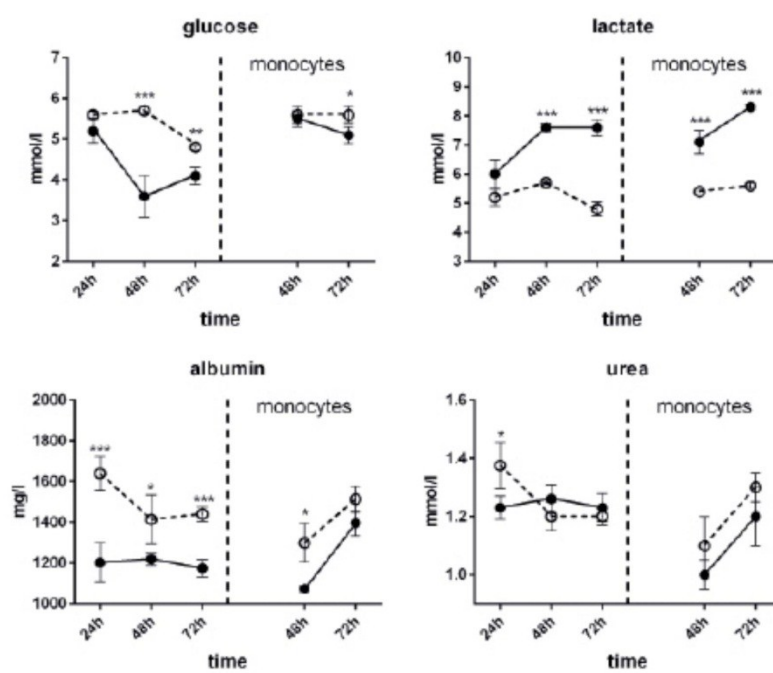 glucose
mmol/l
7
6
5
4
3
2
***
**
monocytes
*
24h
48h
72h
48h
72h
time
lactate
mmol/l
10
9
8
7
6
5
4
3
***
***
monocytes
***
***
24h
48h
72h
48h
72h
time
albumin
mg/l
2000
1800
1600
1400
1200
1000
***
*
***
monocytes
*
24h
48h
72h
48h
72h
time
urea
mmol/l
1.6
1.4
1.2
1.0
*
monocytes
24h
48h
72h
48h
72h
time